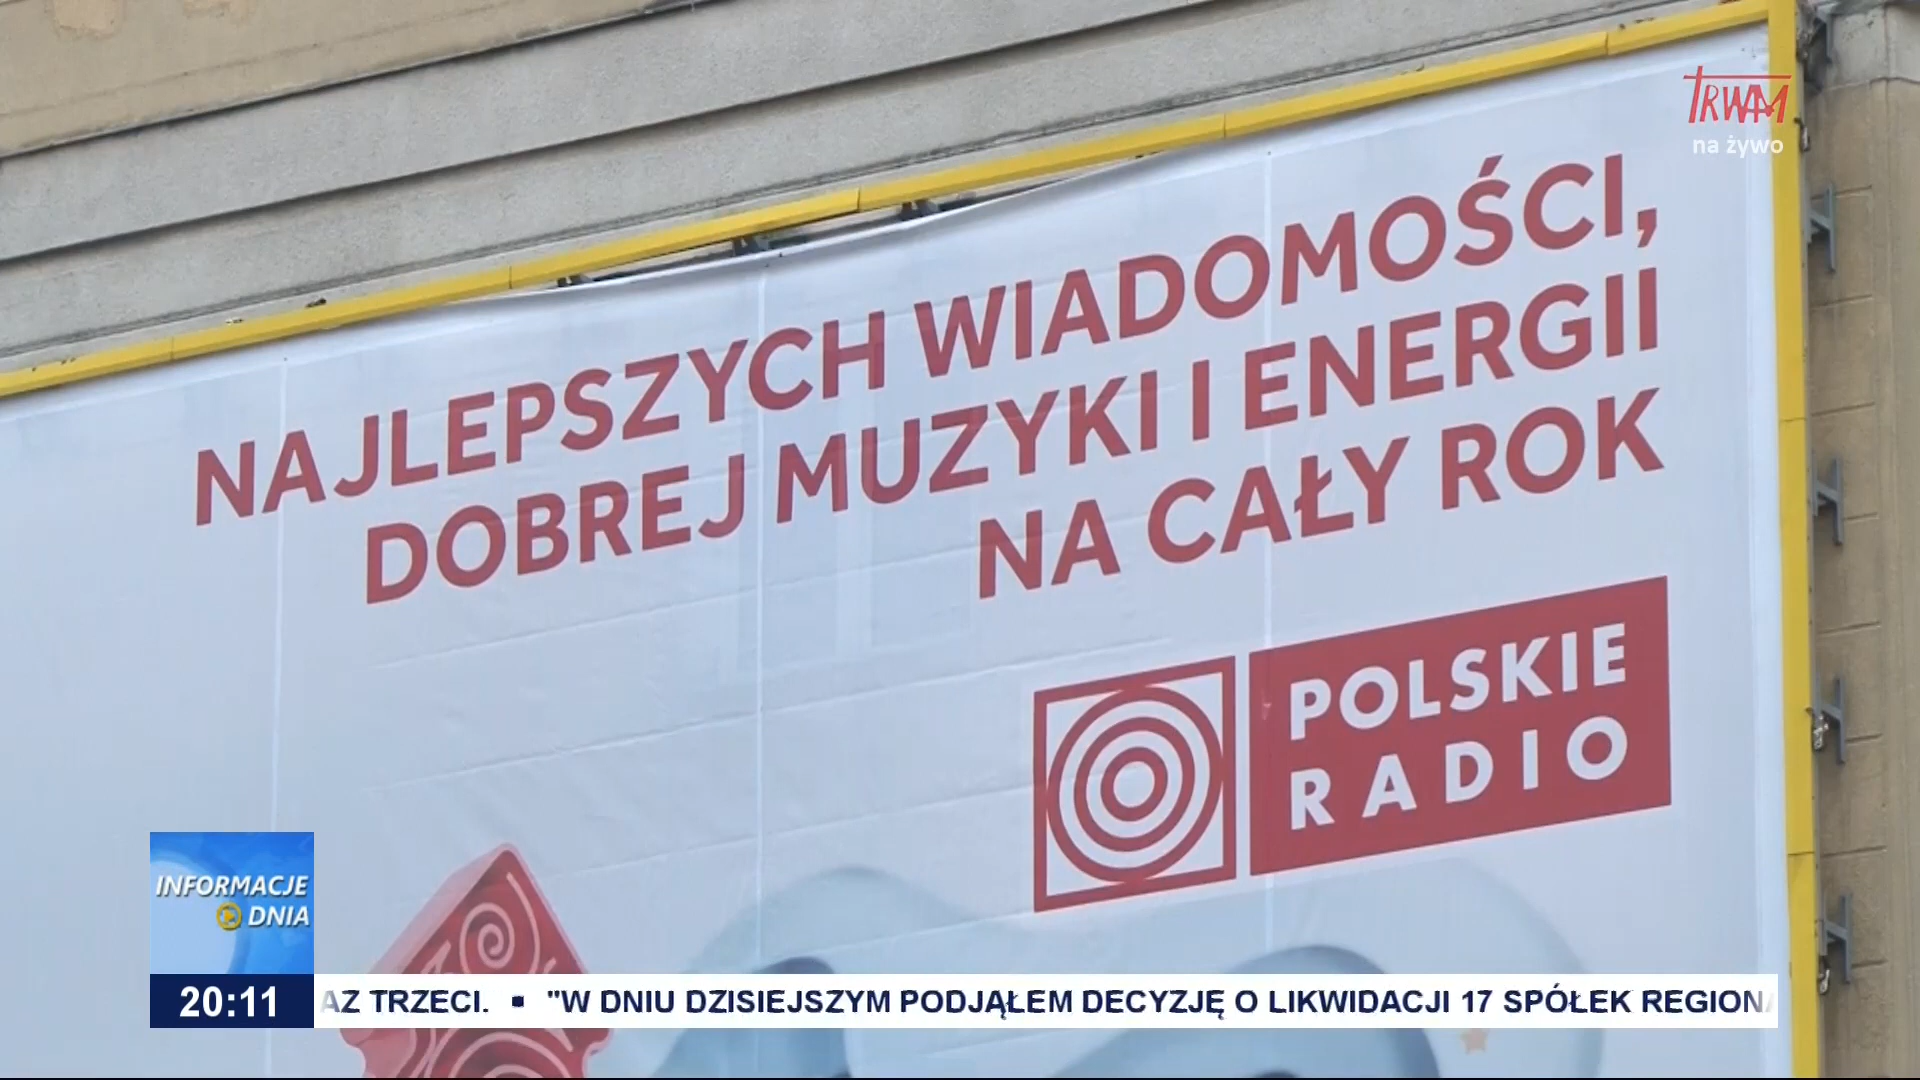 TRWAM
na żywo
NAJLEPSZYCH WIADOMOŚCI,
DOBREJ MUZYKI I ENERGII
NA CAŁY ROK
POLSKIE
RADIO
INFORMACJE
DNIA
20:11
AZ TRZECI. ▪ "W DNIU DZISIEJSZYM PODJĄŁEM DECYZJĘ O LIKWIDACJI 17 SPÓŁEK REGIONA